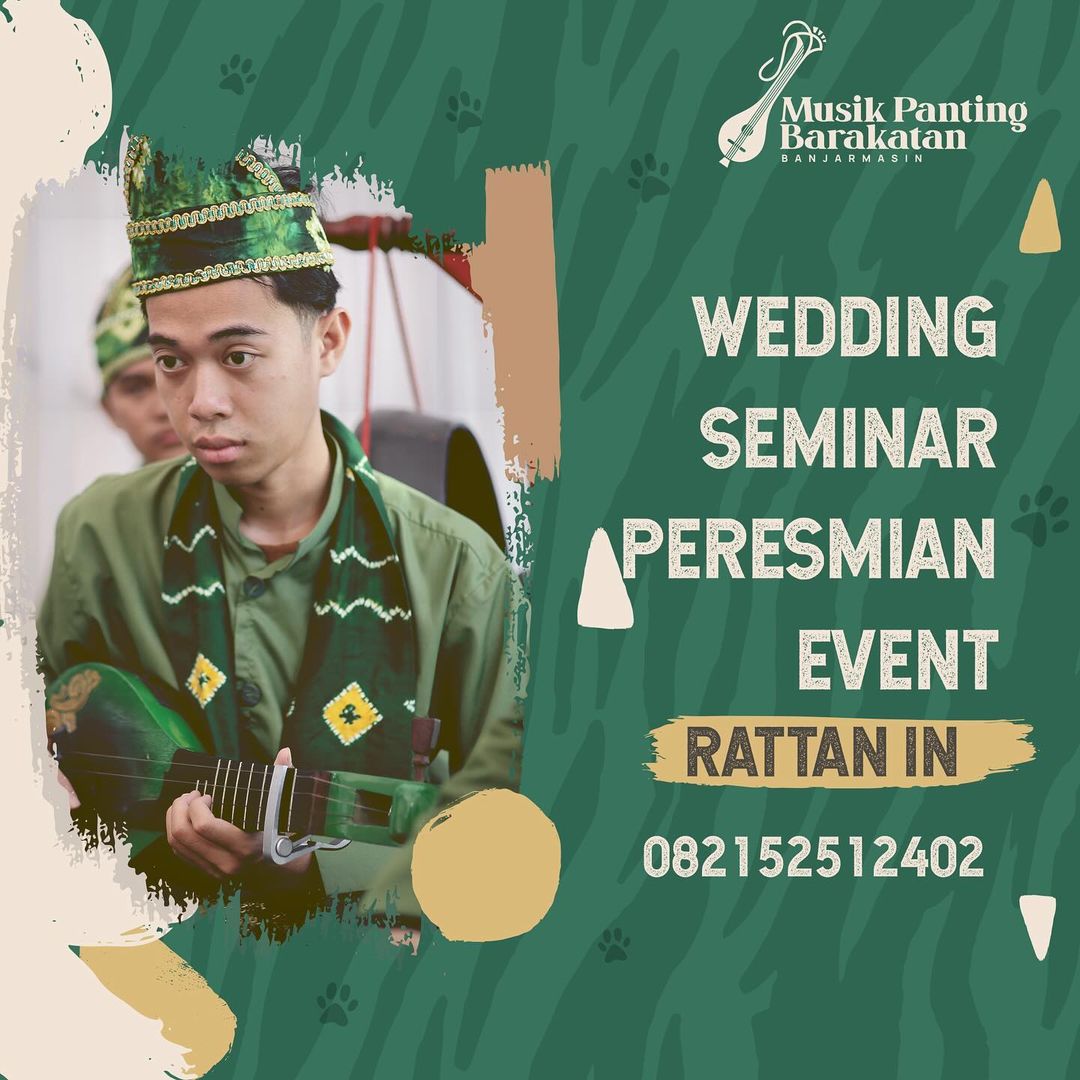 Musik Panting
Barakatan
BANJARMASIN
WEDDING
SEMINAR
PERESMIAN
EVENT
RATTAN IN
082152512402